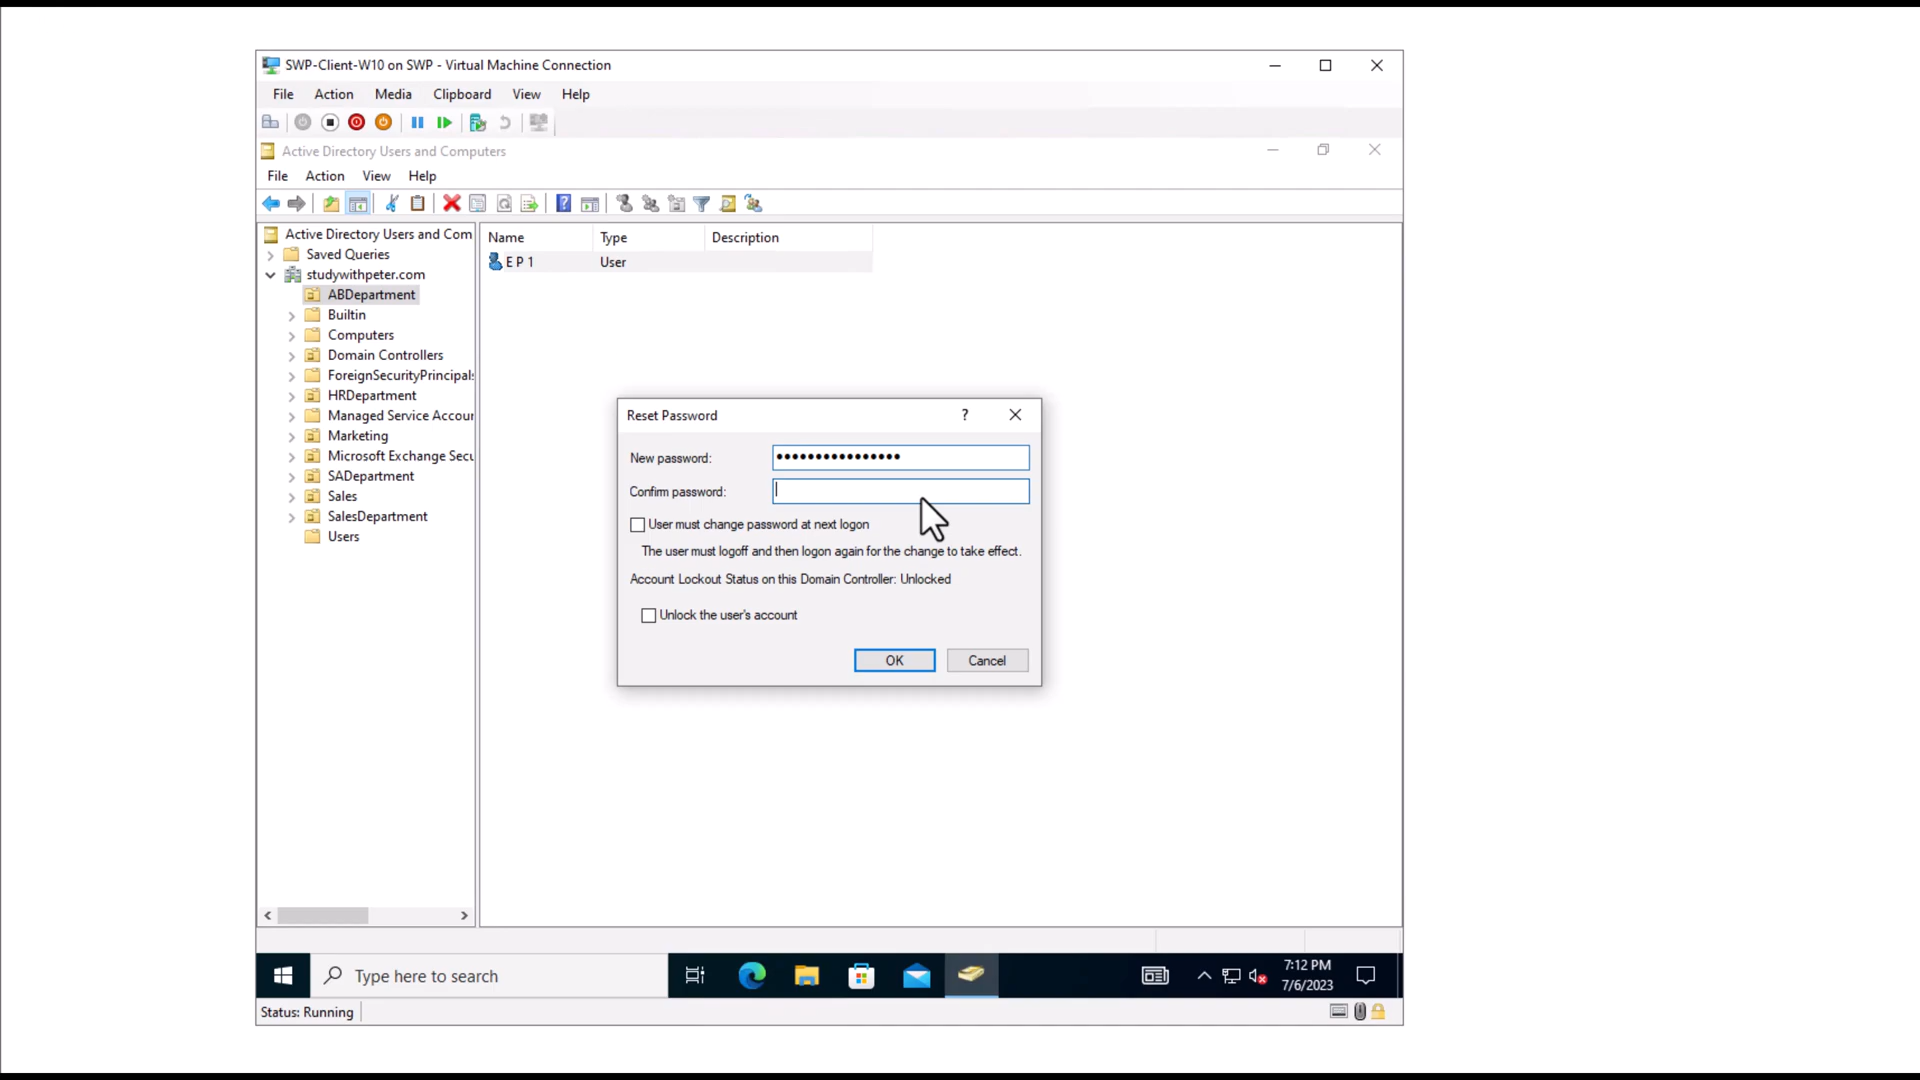 SWP-Client-W10 on SWP - Virtual Machine Connection
File Action Media Clipboard View Help
Active Directory Users and Computers
File Action View Help
Active Directory Users and Com
Saved Queries
studywithpeter.com
ABDepartment
Builtin
Computers
Domain Controllers
ForeignSecurityPrincipals
HRDepartment
Managed Service Accour
Marketing
Microsoft Exchange Secu
SADepartment
Sales
SalesDepartment
Users
Name Type Description
E P 1 User
Reset Password
New password:
Confirm password:
User must change password at next logon
The user must logoff and then logon again for the change to take effect.
Account Lockout Status on this Domain Controller: Unlocked
Unlock the user's account
OK Cancel
Type here to search
7:12 PM
7/6/2023
Status: Running